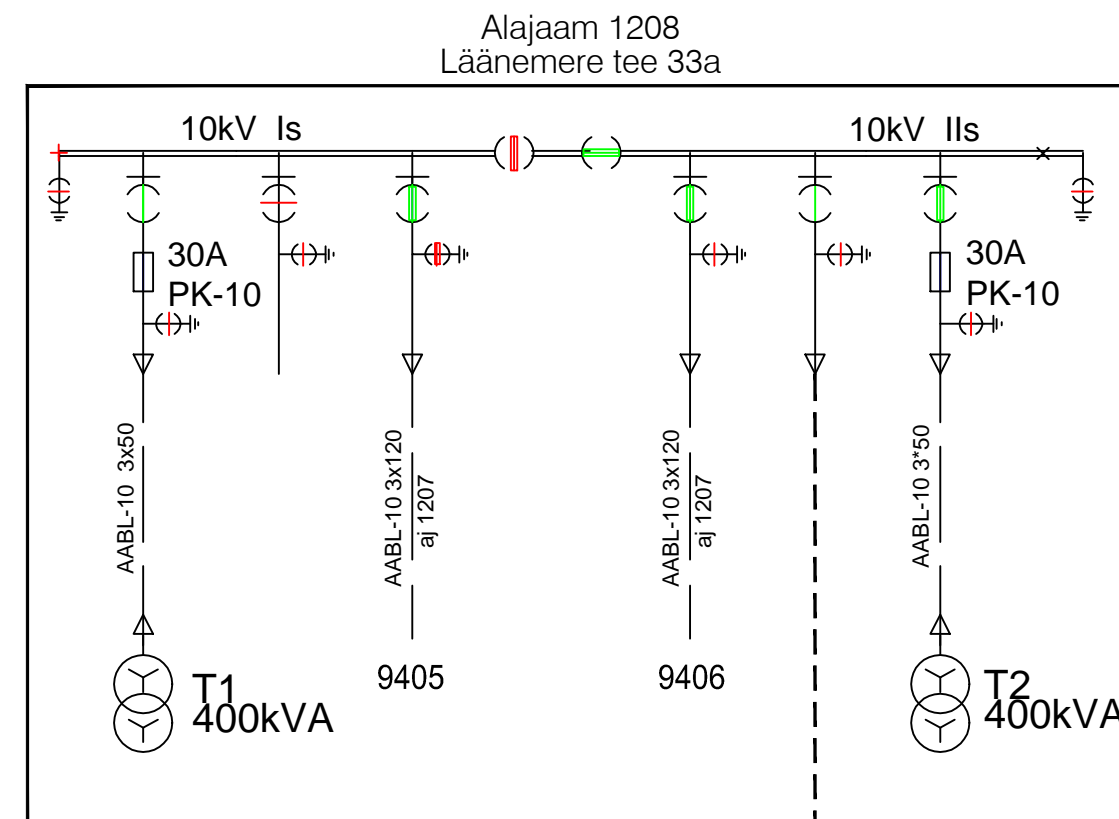 Alajaam 1208
Läänemere tee 33a
10kV Is
10kV IIs
30A
PK-10
30A
PK-10
AABL-10 3x50
AABL-10 3x120
aj 1207
AABL-10 3x120
aj 1207
AABL-10 3*50
9405
9406
T1
400kVA
T2
400kVA